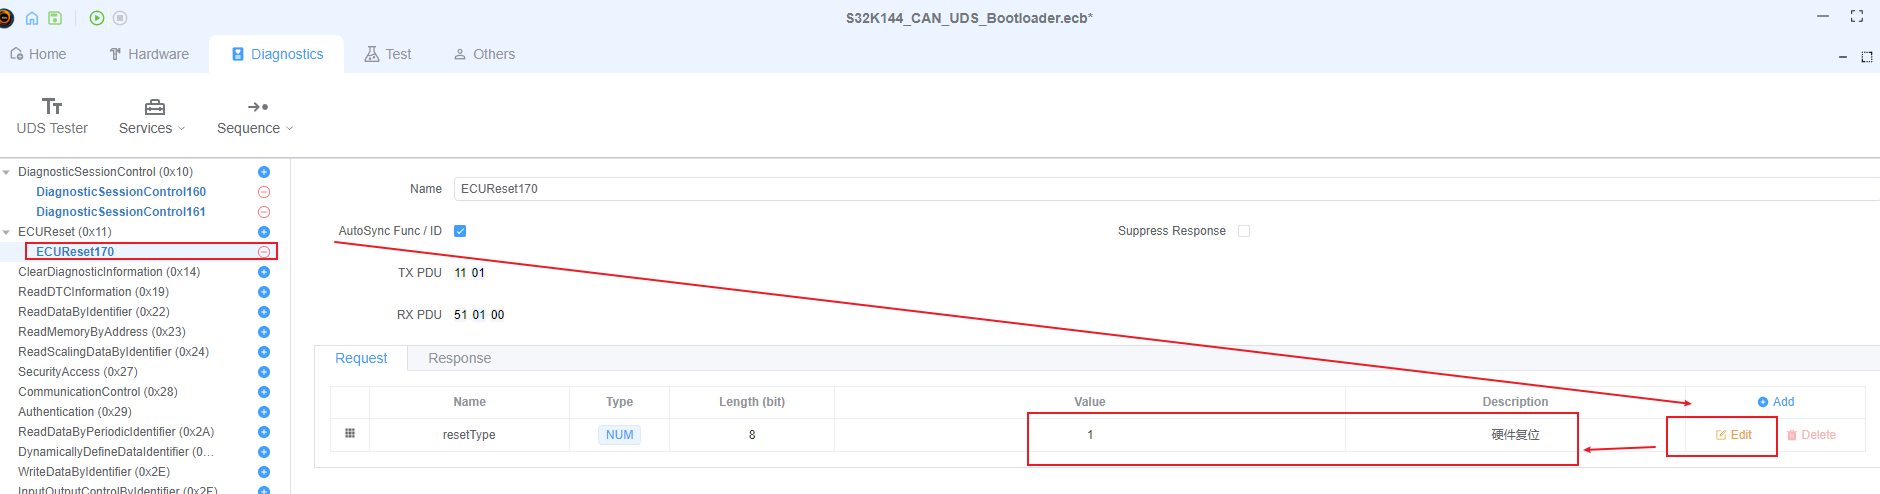 S32K144_CAN_UDS_Bootloader.ecb*
Home Hardware Diagnostics Test Others
UDS Tester Services Sequence
DiagnosticSessionControl (0x10)
DiagnosticSessionControl160
DiagnosticSessionControl161
ECUReset (0x11)
ECUReset170
ClearDiagnosticInformation (0x14)
ReadDTCInformation (0x19)
ReadDataByIdentifier (0x22)
ReadMemoryByAddress (0x23)
ReadScalingDataByIdentifier (0x24)
SecurityAccess (0x27)
CommunicationControl (0x28)
Authentication (0x29)
ReadDataByPeriodicIdentifier (0x2A)
DynamicallyDefineDataIdentifier (0...
WriteDataByIdentifier (0x2E)
InputOutputControlByIdentifier (0x2F)
Name ECUReset170
AutoSync Func / ID Suppress Response
TX PDU 11 01
RX PDU 51 01 00
Request Response
Name Type Length (bit) Value Description Add
resetType NUM 8 1 硬件复位 Edit Delete